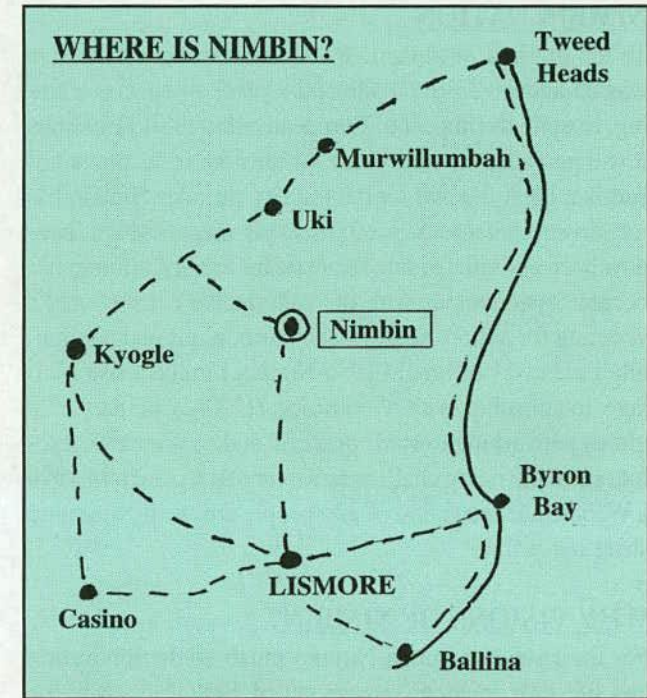 WHERE IS NIMBIN?
Tweed
Heads
Murwillumbah
Uki
Nimbin
Kyogle
Byron
Bay
LISMORE
Casino
Ballina